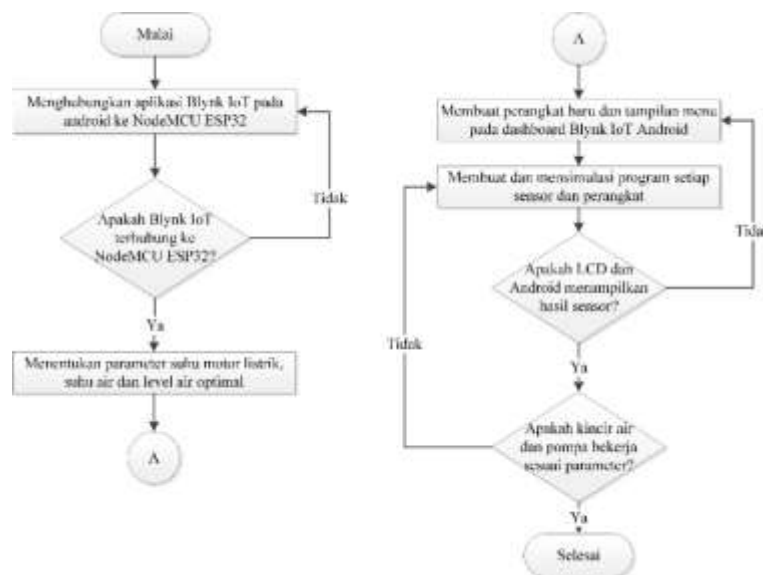 Mulai
Menghubungkan aplikasi Blynk IoT pada
android ke NodeMCU ESP32
Tidak
Apakah Blynk IoT
terhubung ke
NodeMCU ESP32?
Ya
Menentukan parameter suhu motor listrik,
suhu air dan level air optimal
A
A
Membuat perangkat baru dan tampilan menu
pada dashboard Blynk IoT Android
Membuat dan mensimulasi program setiap
sensor dan perangkat
Tida
Apakah LCD dan
Android menampilkan
hasil sensor?
Tidak
Ya
Apakah kincir air
dan pompa bekerja
sesuai parameter?
Ya
Selesai